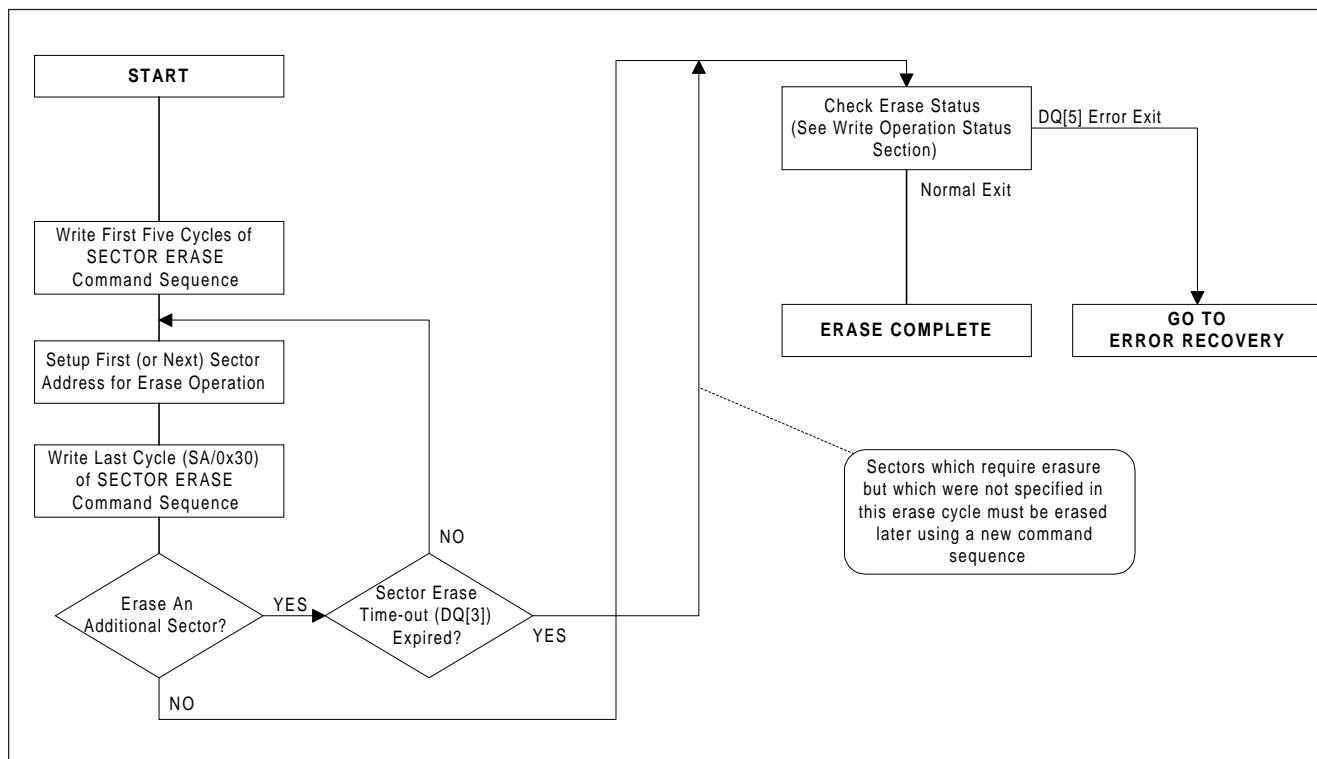 START
Write First Five Cycles of
SECTOR ERASE
Command Sequence
Setup First (or Next) Sector
Address for Erase Operation
Write Last Cycle (SA/0x30)
of SECTOR ERASE
Command Sequence
Erase An
Additional Sector?
YES
NO
Sector Erase
Time-out (DQ[3])
Expired?
NO
YES
Check Erase Status
(See Write Operation Status
Section)
DQ[5] Error Exit
Normal Exit
ERASE COMPLETE
GO TO
ERROR RECOVERY
Sectors which require erasure
but which were not specified in
this erase cycle must be erased
later using a new command
sequence